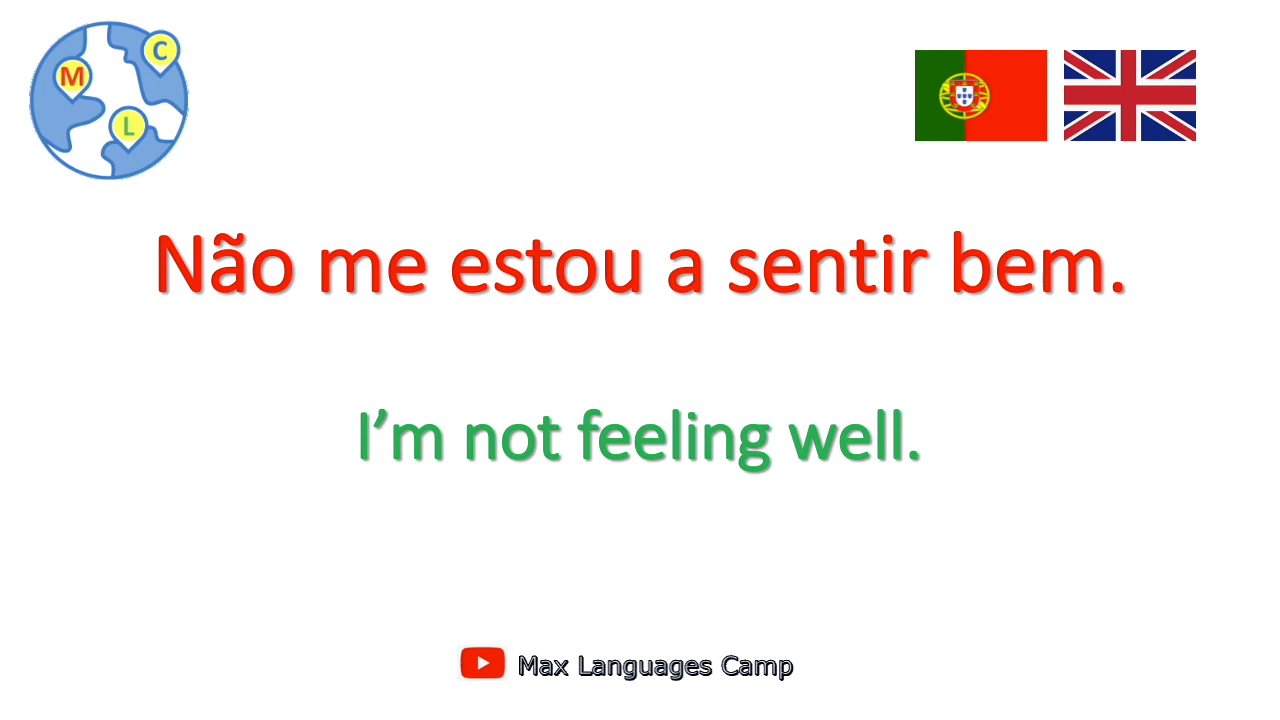 C
M
L
Não me estou a sentir bem.
I’m not feeling well.
Max Languages Camp